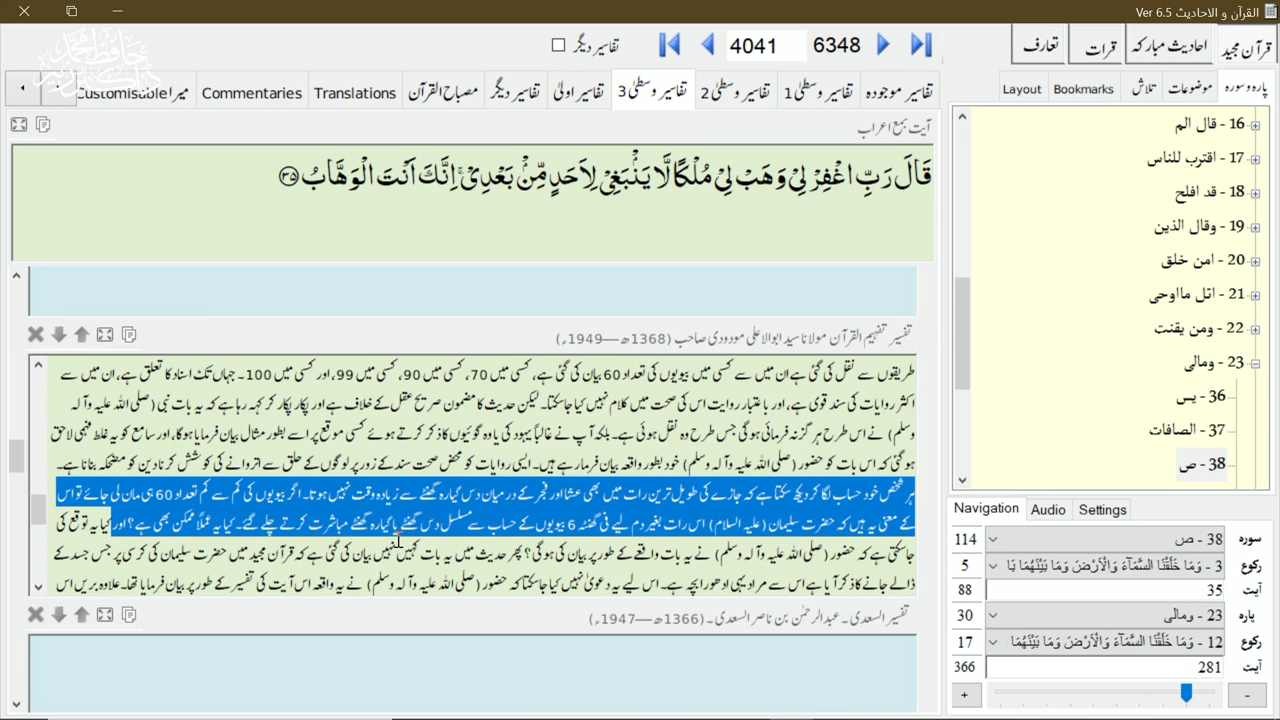 القرآن و الاحادیث Ver 6.5
قرآن مجید
احادیث مبارکہ
قرات
تعارف
6348
4041
تفاسیر دیگر
پارہ و سورہ
موضوعات
تلاش
Bookmarks
Layout
تفاسیر موجودہ
تفاسیر وسطیٰ 1
تفاسیر وسطیٰ 2
تفاسیر وسطیٰ 3
تفاسیر اولیٰ
تفاسیر دیگر
مصباح القرآن
Translations
Commentaries
میرا Customisable
آیت بمع اعراب
قَالَ رَبِّ اغْفِرْ لِیْ وَهَبْ لِیْ مُلْكًا لَّا یَنْۢبَغِیْ لِاَحَدٍ مِّنْۢ بَعْدِیْ ۚ اِنَّكَ اَنْتَ الْوَهَّابُ ﴿۳۵﴾
تفسیر تفہیم القرآن مولانا سید ابوالاعلی مودودی صاحب (1368ھ—1949ء)
طریقوں سے نقل کی گئی ہے ان میں سے کسی میں بیویوں کی تعداد 60 بیان کی گئی ہے، کسی میں 70، کسی میں 90، کسی میں 99، اور کسی میں 100۔ جہاں تک اسناد کا تعلق ہے، ان میں سے
اکثر روایات کی سند قوی ہے، اور باعتبار روایت اس کی صحت میں کلام نہیں کیا جاسکتا۔ لیکن حدیث کا مضمون صریح عقل کے خلاف ہے اور پکار پکار کر کہہ رہا ہے کہ یہ بات نبی (صلی اللہ علیہ وآلہ
وسلم) نے اس طرح ہرگز نہ فرمائی ہوگی جس طرح وہ نقل ہوئی ہے۔ بلکہ آپ نے غالباً یہود کی یاوہ گوئیوں کا ذکر کرتے ہوئے کسی موقع پر اسے بطور مثال بیان فرمایا ہوگا، اور سامع کو یہ غلط فہمی لاحق
ہوگئی کہ اس بات کو حضور (صلی اللہ علیہ وآلہ وسلم) خود بطور واقعہ بیان فرما رہے ہیں۔ ایسی روایات کو محض صحت سند کے زور پر لوگوں کے حلق سے اتروانے کی کوشش کرنا دین کو مضحکہ بنانا ہے۔
ہر شخص خود حساب لگا کر دیکھ سکتا ہے کہ جاڑے کی طویل ترین رات میں بھی عشا اور فجر کے درمیان دس گیارہ گھنٹے سے زیادہ وقت نہیں ہوتا۔ اگر بیویوں کی کم سے کم تعداد 60 ہی مان لی جائے تو اس
کے معنی یہ ہیں کہ حضرت سلیمان (علیہ السلام) اس رات بغیر دم لیے فی گھنٹہ 6 بیویوں کے حساب سے مسلسل دس گھنٹے یا گیارہ گھنٹے مباشرت کرتے چلے گئے۔ کیا یہ عملاً ممکن بھی ہے؟ اور کیا یہ توقع کی
جاسکتی ہے کہ حضور (صلی اللہ علیہ وآلہ وسلم) نے یہ بات واقعے کے طور پر بیان کی ہوگی؟ پھر حدیث میں یہ بات کہیں نہیں بیان کی گئی ہے کہ قرآن مجید میں حضرت سلیمان کی کرسی پر جس جسد کے
ڈالے جانے کا ذکر آیا ہے اس سے مراد یہی ادھورا بچہ ہے۔ اس لیے یہ دعویٰ نہیں کیا جاسکتا کہ حضور (صلی اللہ علیہ وآلہ وسلم) نے یہ واقعہ اس آیت کی تفسیر کے طور پر بیان فرمایا تھا۔ علاوہ بریں اس
تفسیر السعدی۔ عبدالرحمٰن بن ناصر السعدی۔ (1366ھ—1947ء)
16 - قال الم
17 - اقترب للناس
18 - قد افلح
19 - وقال الذین
20 - امن خلق
21 - اتل مااوحی
22 - ومن یقنت
23 - ومالی
36 - یس
37 - الصافات
38 - ص
Navigation
Audio
Settings
سورہ 38 - ص 114
رکوع 3 - وَمَا خَلَقْنَا السَّمَآءَ وَالْاَرْضَ وَمَا بَیْنَهُمَا بَا 5
آیت 35 88
پارہ 23 - ومالی 30
رکوع 12 - وَمَا خَلَقْنَا السَّمَآءَ وَالْاَرْضَ وَمَا بَیْنَهُمَا 17
آیت 281 366